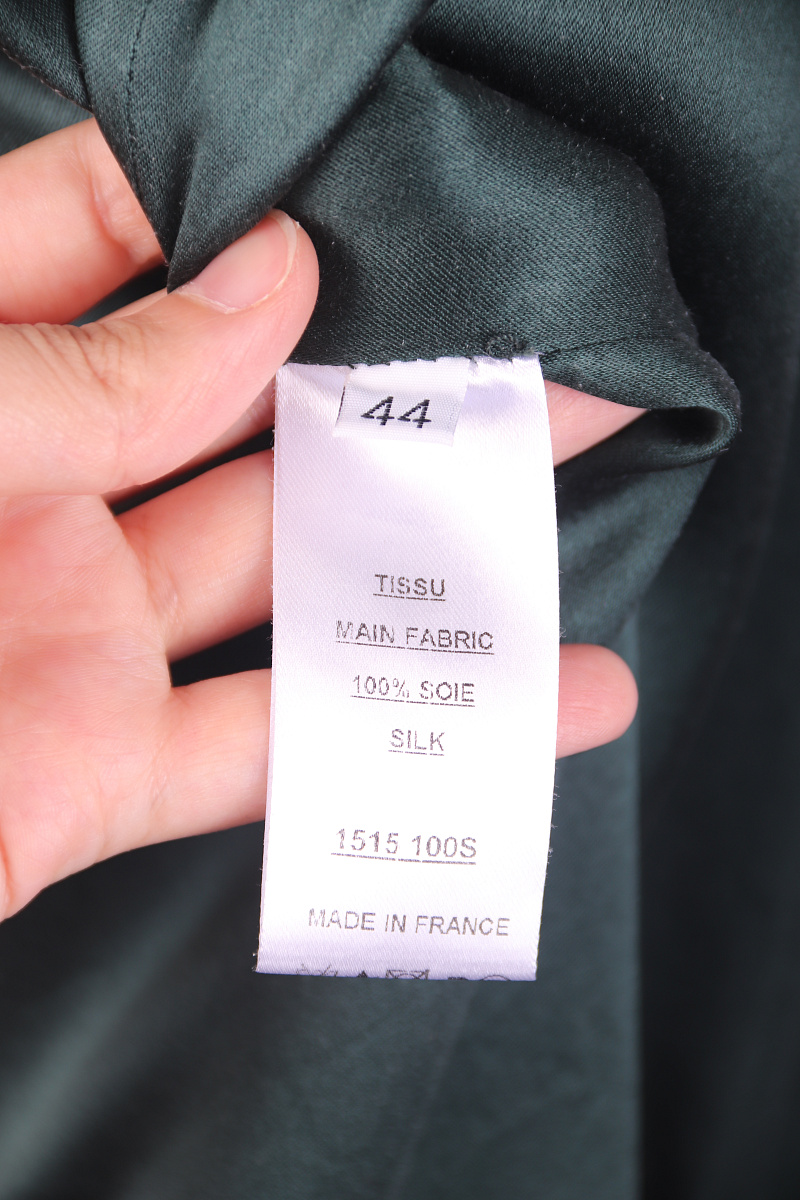 44
TISSU
MAIN FABRIC
100% SOIE
SILK
1515 100S
MADE IN FRANCE